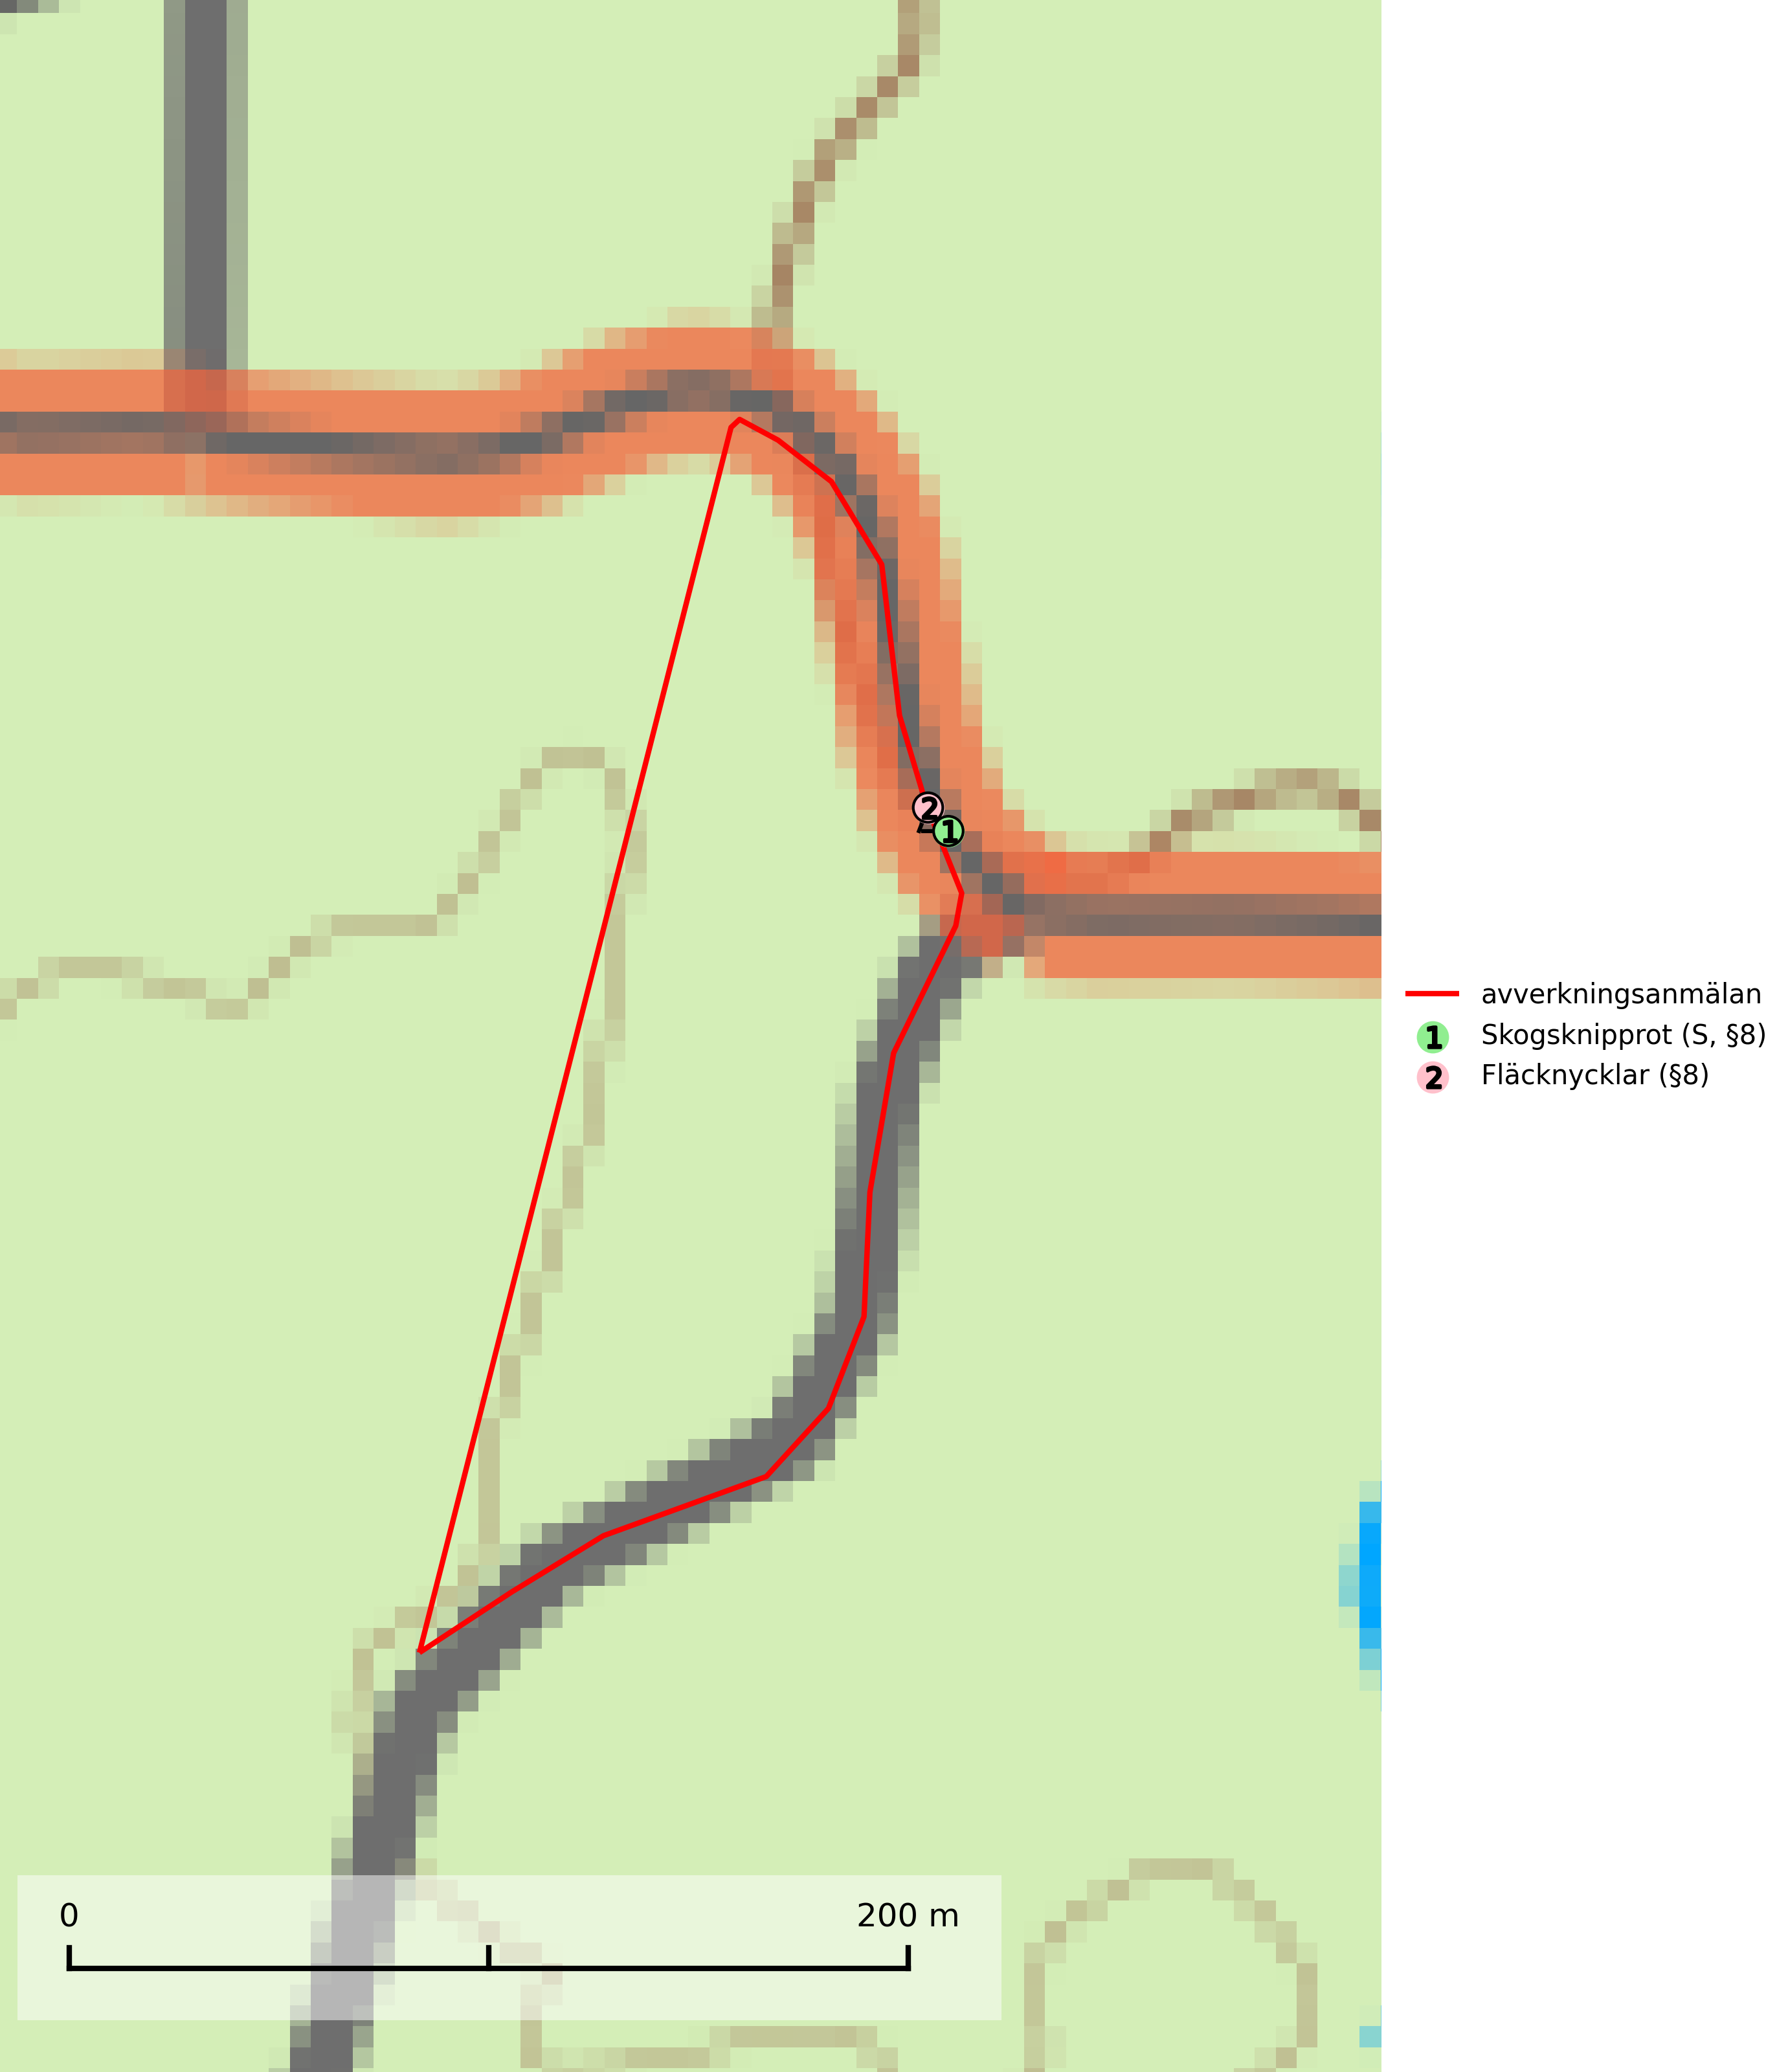 2
1
avverkningsanmälan
1 Skogsknipprot (S, §8)
2 Fläcknycklar (§8)
0 200 m